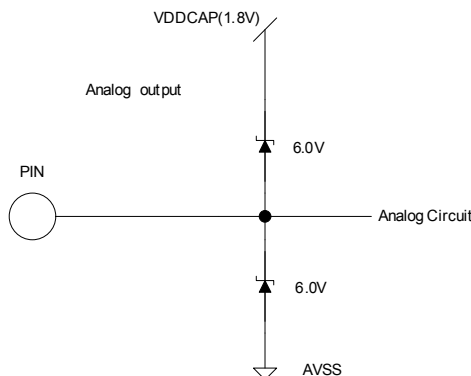 VDDCAP(1.8V)
Analog output
6.0V
PIN
Analog Circuit
6.0V
AVSS